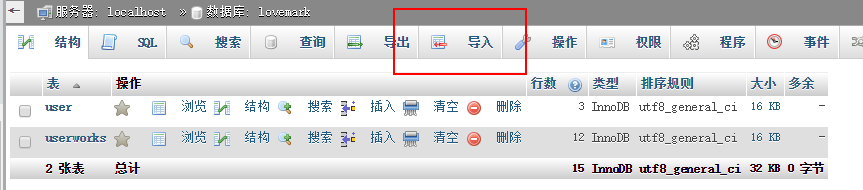 服务器: localhost » 数据库: lovemark
结构 SQL 搜索 查询 导出 导入 操作 权限 程序 事件
表 操作 行数 类型 排序规则 大小 多余
user 浏览 结构 搜索 插入 清空 删除 3 InnoDB utf8_general_ci 16 KB -
userworks 浏览 结构 搜索 插入 清空 删除 12 InnoDB utf8_general_ci 16 KB -
2 张表 总计 15 InnoDB utf8_general_ci 32 KB 0 字节